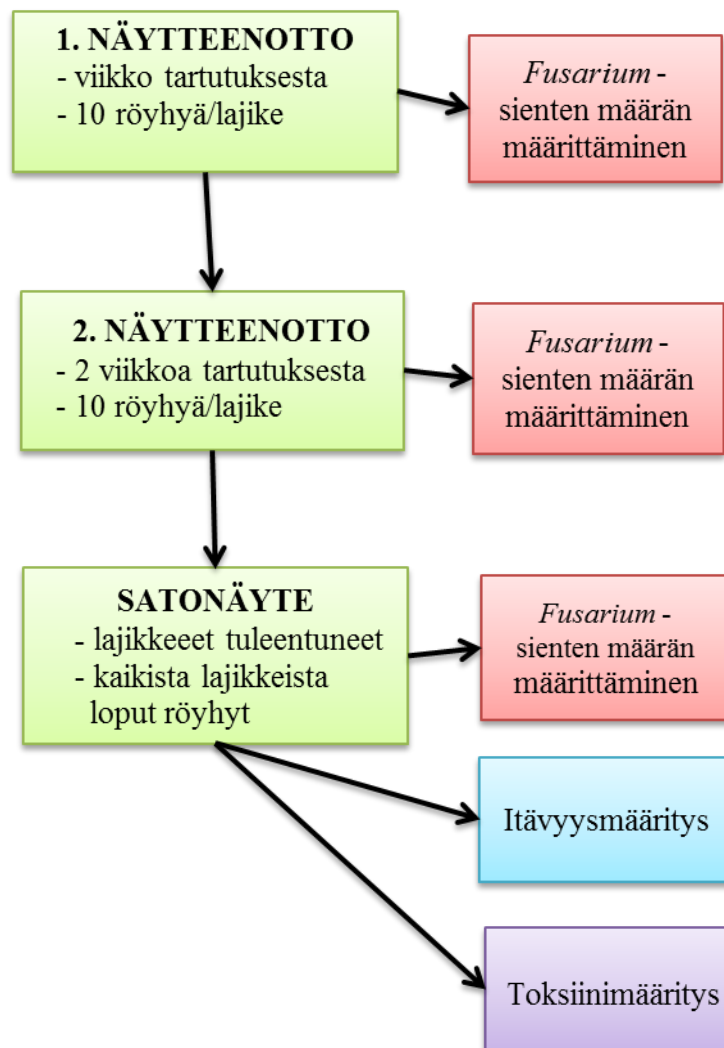 1. NÄYTTEENOTTO
- viikko tartutuksesta
- 10 röyhyä/lajike
Fusarium -
sienten määrän
määrittäminen
2. NÄYTTEENOTTO
- 2 viikkoa tartutuksesta
- 10 röyhyä/lajike
Fusarium -
sienten määrän
määrittäminen
SATONÄYTE
- lajikkeeet tuleentuneet
- kaikista lajikkeista
loput röyhyt
Fusarium -
sienten määrän
määrittäminen
Itävyysmääritys
Toksiinimääritys